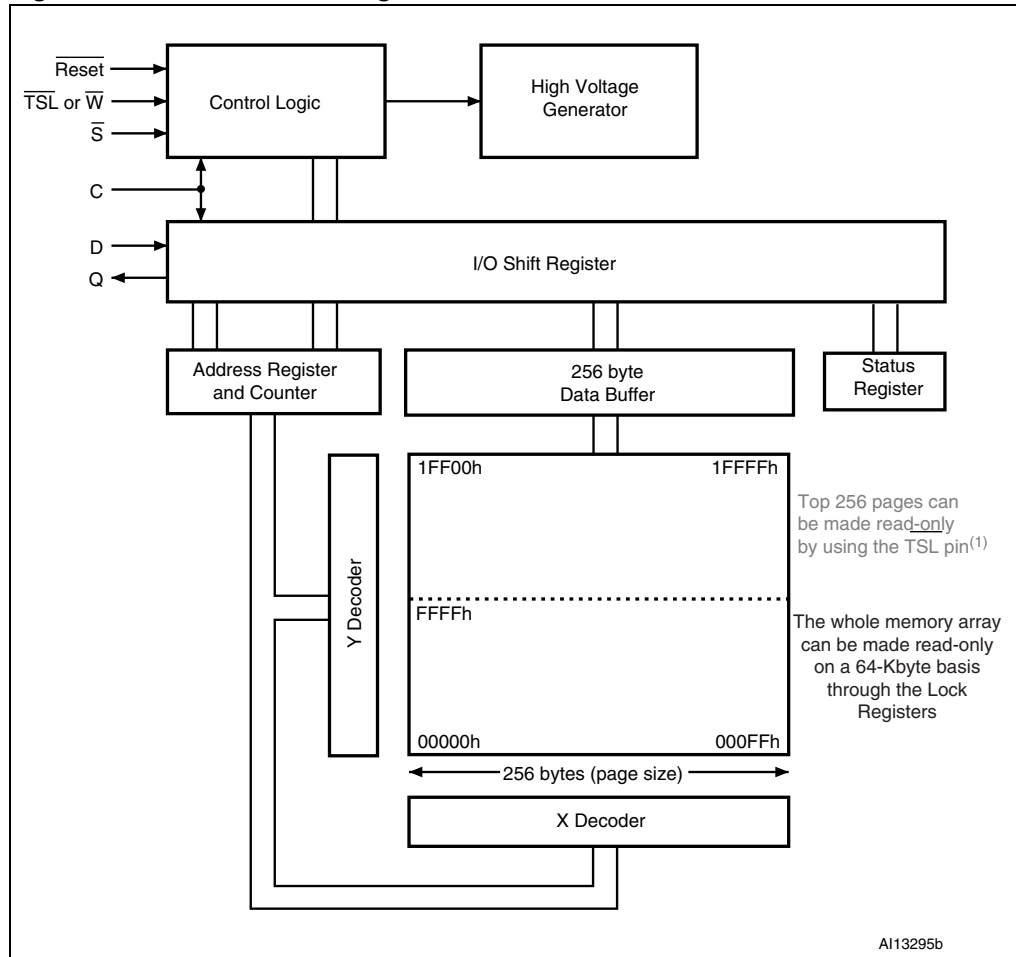 Reset
TSL or W
S
C
D
Q
Control Logic
High Voltage
Generator
I/O Shift Register
Address Register
and Counter
256 byte
Data Buffer
Status
Register
1FF00h
1FFFFh
Top 256 pages can
be made read-only
by using the TSL pin(1)
Y Decoder
FFFFh
The whole memory array
can be made read-only
on a 64-Kbyte basis
through the Lock
Registers
00000h
000FFh
256 bytes (page size)
X Decoder
AI13295b